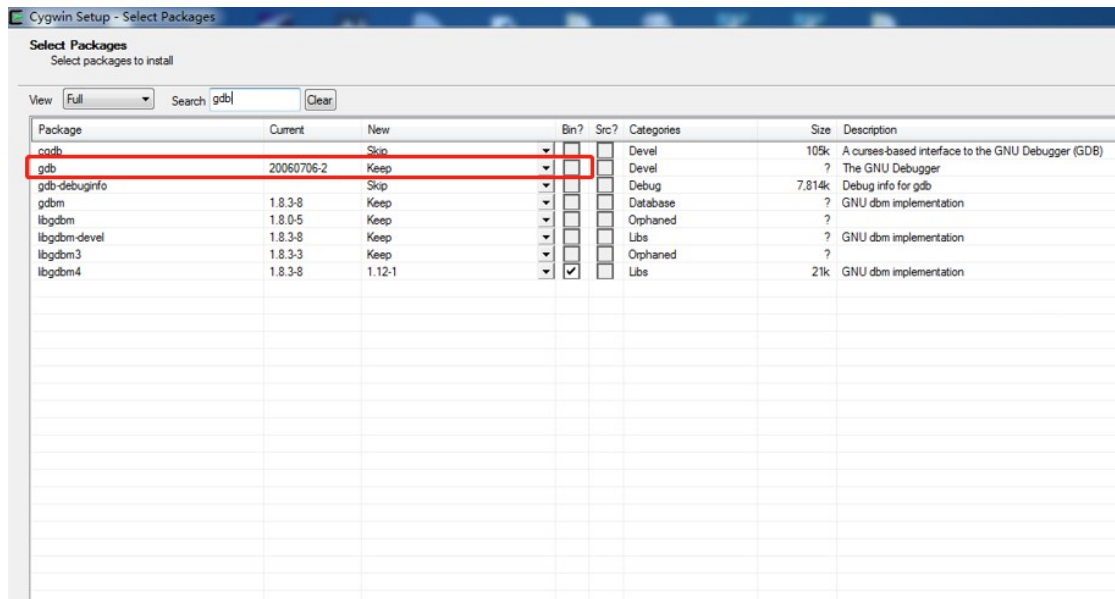 Cygwin Setup - Select Packages
Select Packages
Select packages to install
View Full Search gdb Clear
Package Current New Bin? Src? Categories Size Description
cgdb Skip Devel 105k A curses-based interface to the GNU Debugger (GDB)
gdb 20060706-2 Keep Devel ? The GNU Debugger
gdb-debuginfo Skip Debug 7,814k Debug info for gdb
gdbm 1.8.3-8 Keep Database ? GNU dbm implementation
libgdbm 1.8.0-5 Keep Orphaned ?
libgdbm-devel 1.8.3-8 Keep Libs ? GNU dbm implementation
libgdbm3 1.8.3-3 Keep Orphaned ?
libgdbm4 1.8.3-8 1.12-1 Libs 21k GNU dbm implementation